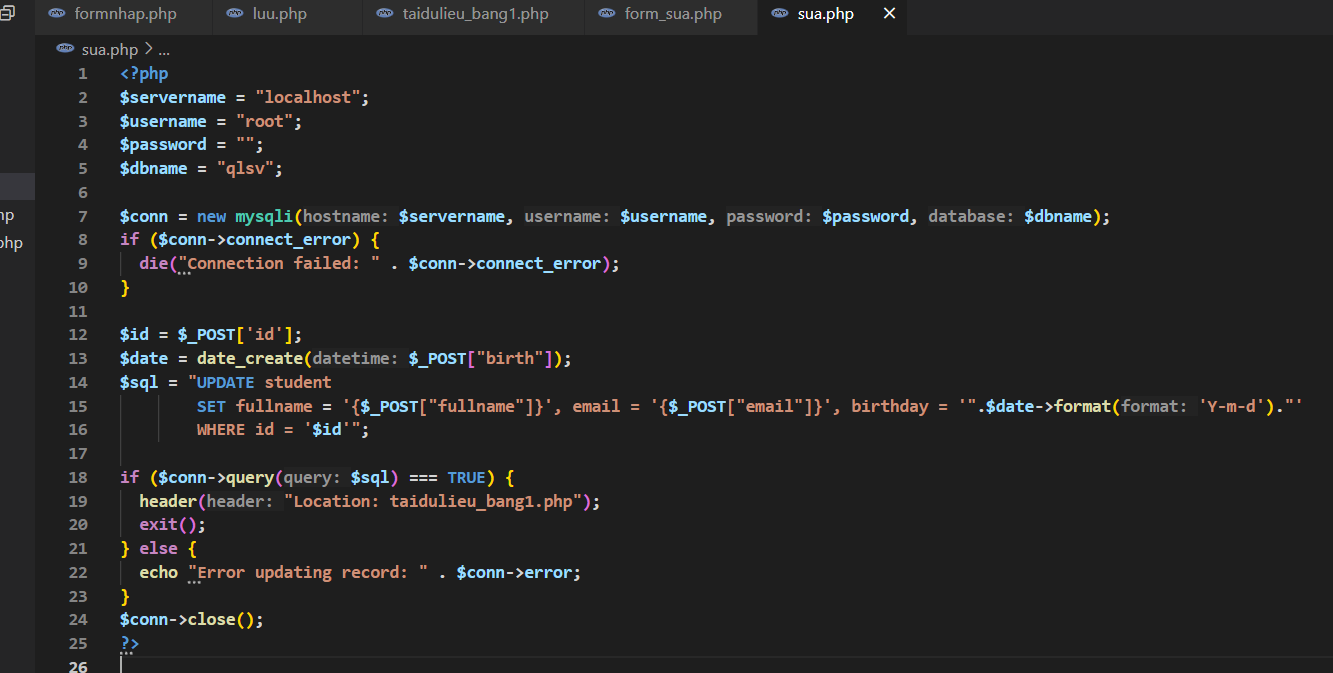 formnhap.php luu.php taidulieu_bang1.php form_sua.php sua.php ×
sua.php > ...
1 <?php
2 $servername = "localhost";
3 $username = "root";
4 $password = "";
5 $dbname = "qlsv";
6
7 $conn = new mysqli(hostname: $servername, username: $username, password: $password, database: $dbname);
8 if ($conn->connect_error) {
9 die("Connection failed: " . $conn->connect_error);
10 }
11
12 $id = $_POST['id'];
13 $date = date_create(datetime: $_POST["birth"]);
14 $sql = "UPDATE student
15 SET fullname = '{$_POST["fullname"]}', email = '{$_POST["email"]}', birthday = '".$date->format(format: 'Y-m-d')."'
16 WHERE id = '$id'";
17
18 if ($conn->query(query: $sql) === TRUE) {
19 header(header: "Location: taidulieu_bang1.php");
20 exit();
21 } else {
22 echo "Error updating record: " . $conn->error;
23 }
24 $conn->close();
25 ?>
26